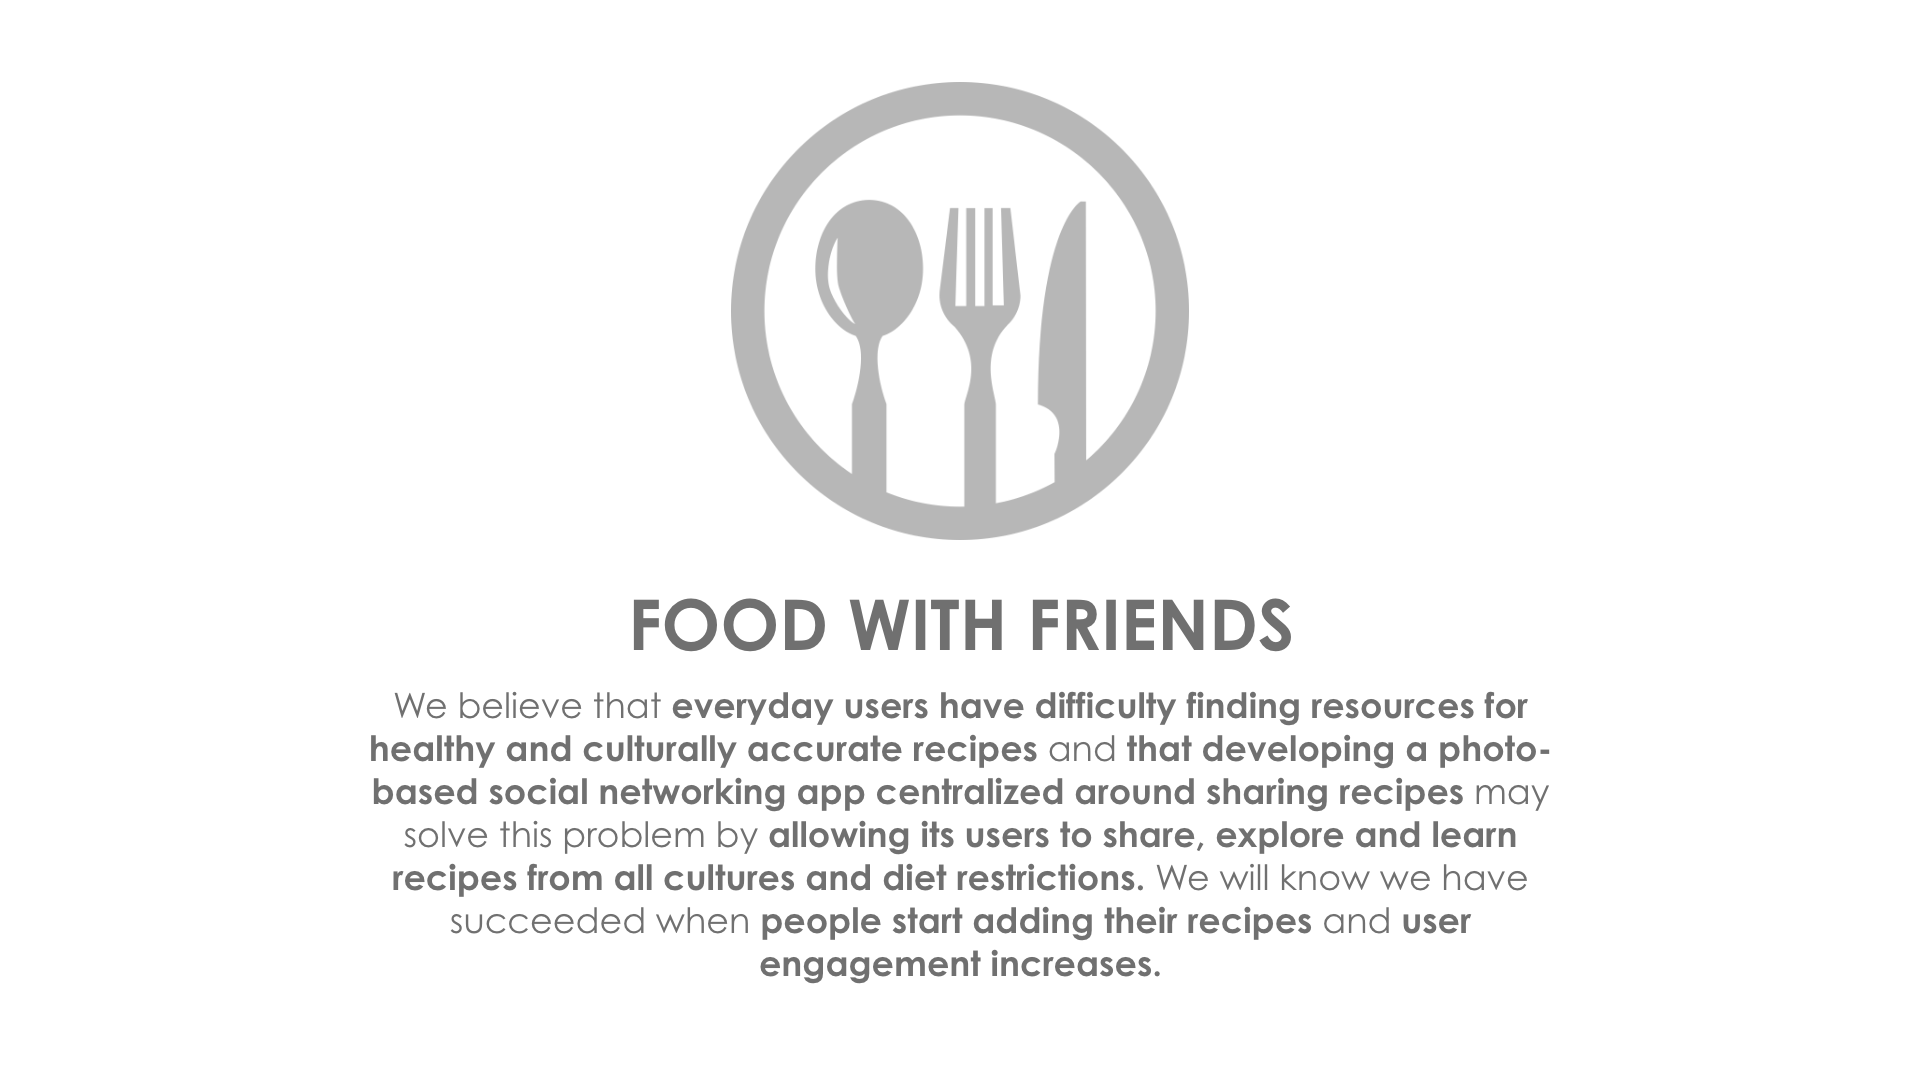 FOOD WITH FRIENDS
We believe that everyday users have difficulty finding resources for
healthy and culturally accurate recipes and that developing a photo-
based social networking app centralized around sharing recipes may
solve this problem by allowing its users to share, explore and learn
recipes from all cultures and diet restrictions. We will know we have
succeeded when people start adding their recipes and user
engagement increases.